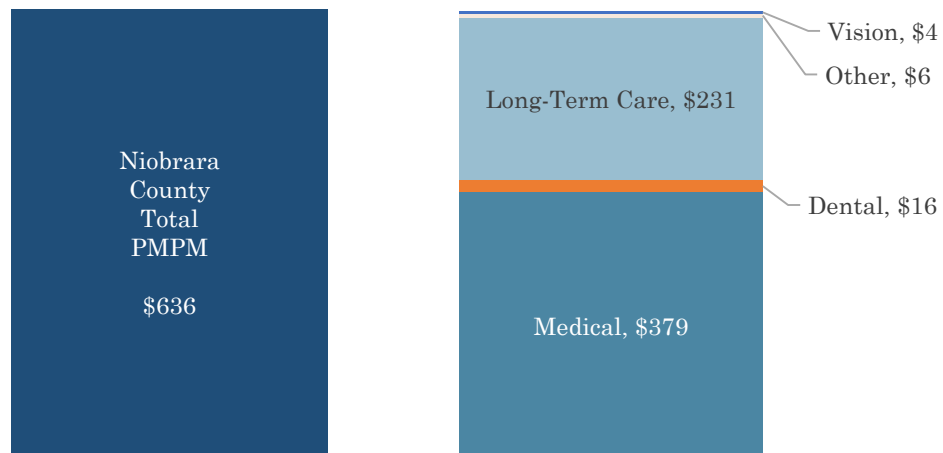 Niobrara
County
Total
PMPM
$636
Vision, $4
Other, $6
Long-Term Care, $231
Dental, $16
Medical, $379